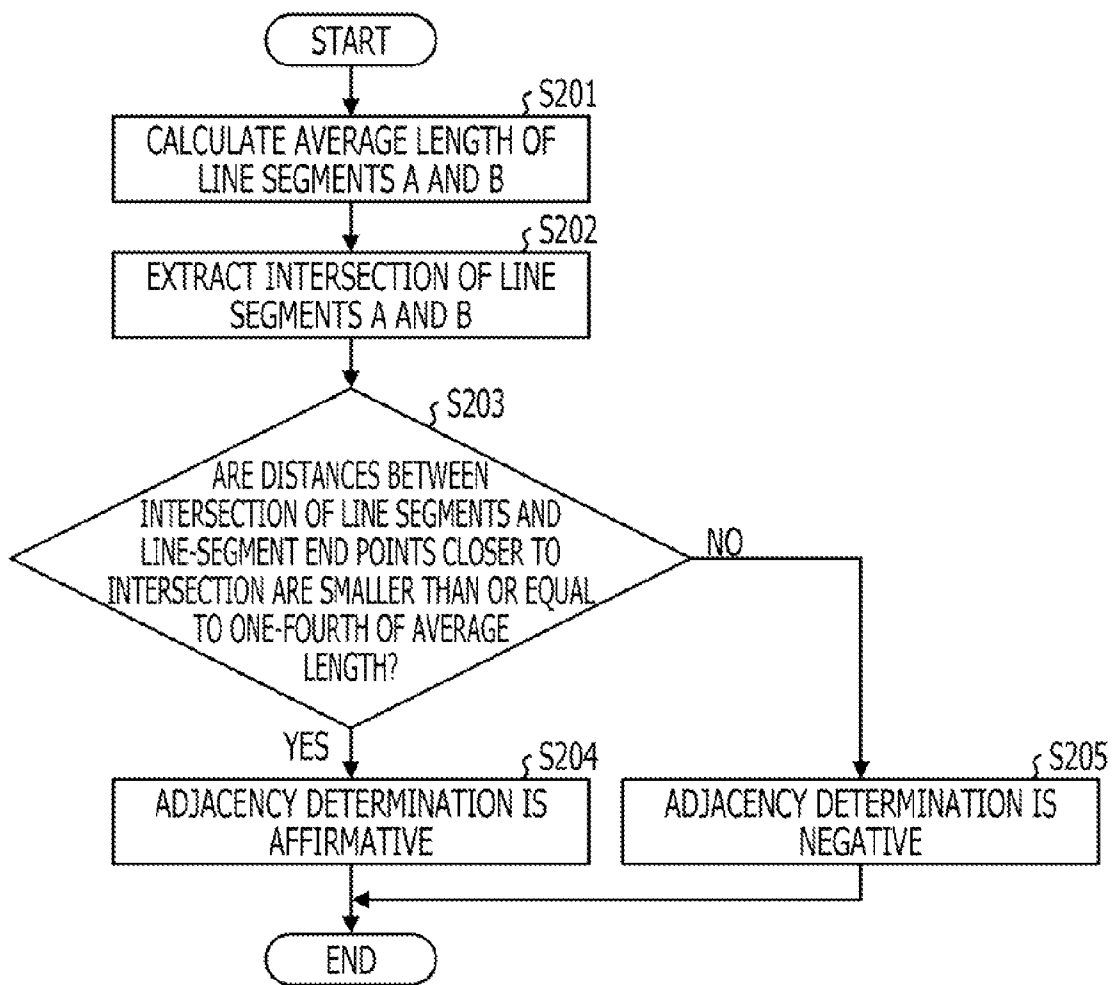 START
S201
CALCULATE AVERAGE LENGTH OF
LINE SEGMENTS A AND B
S202
EXTRACT INTERSECTION OF LINE
SEGMENTS A AND B
S203
ARE DISTANCES BETWEEN
INTERSECTION OF LINE SEGMENTS AND
LINE-SEGMENT END POINTS CLOSER TO
INTERSECTION ARE SMALLER THAN OR EQUAL
TO ONE-FOURTH OF AVERAGE
LENGTH?
NO
YES
S204
ADJACENCY DETERMINATION IS
AFFIRMATIVE
S205
ADJACENCY DETERMINATION IS
NEGATIVE
END